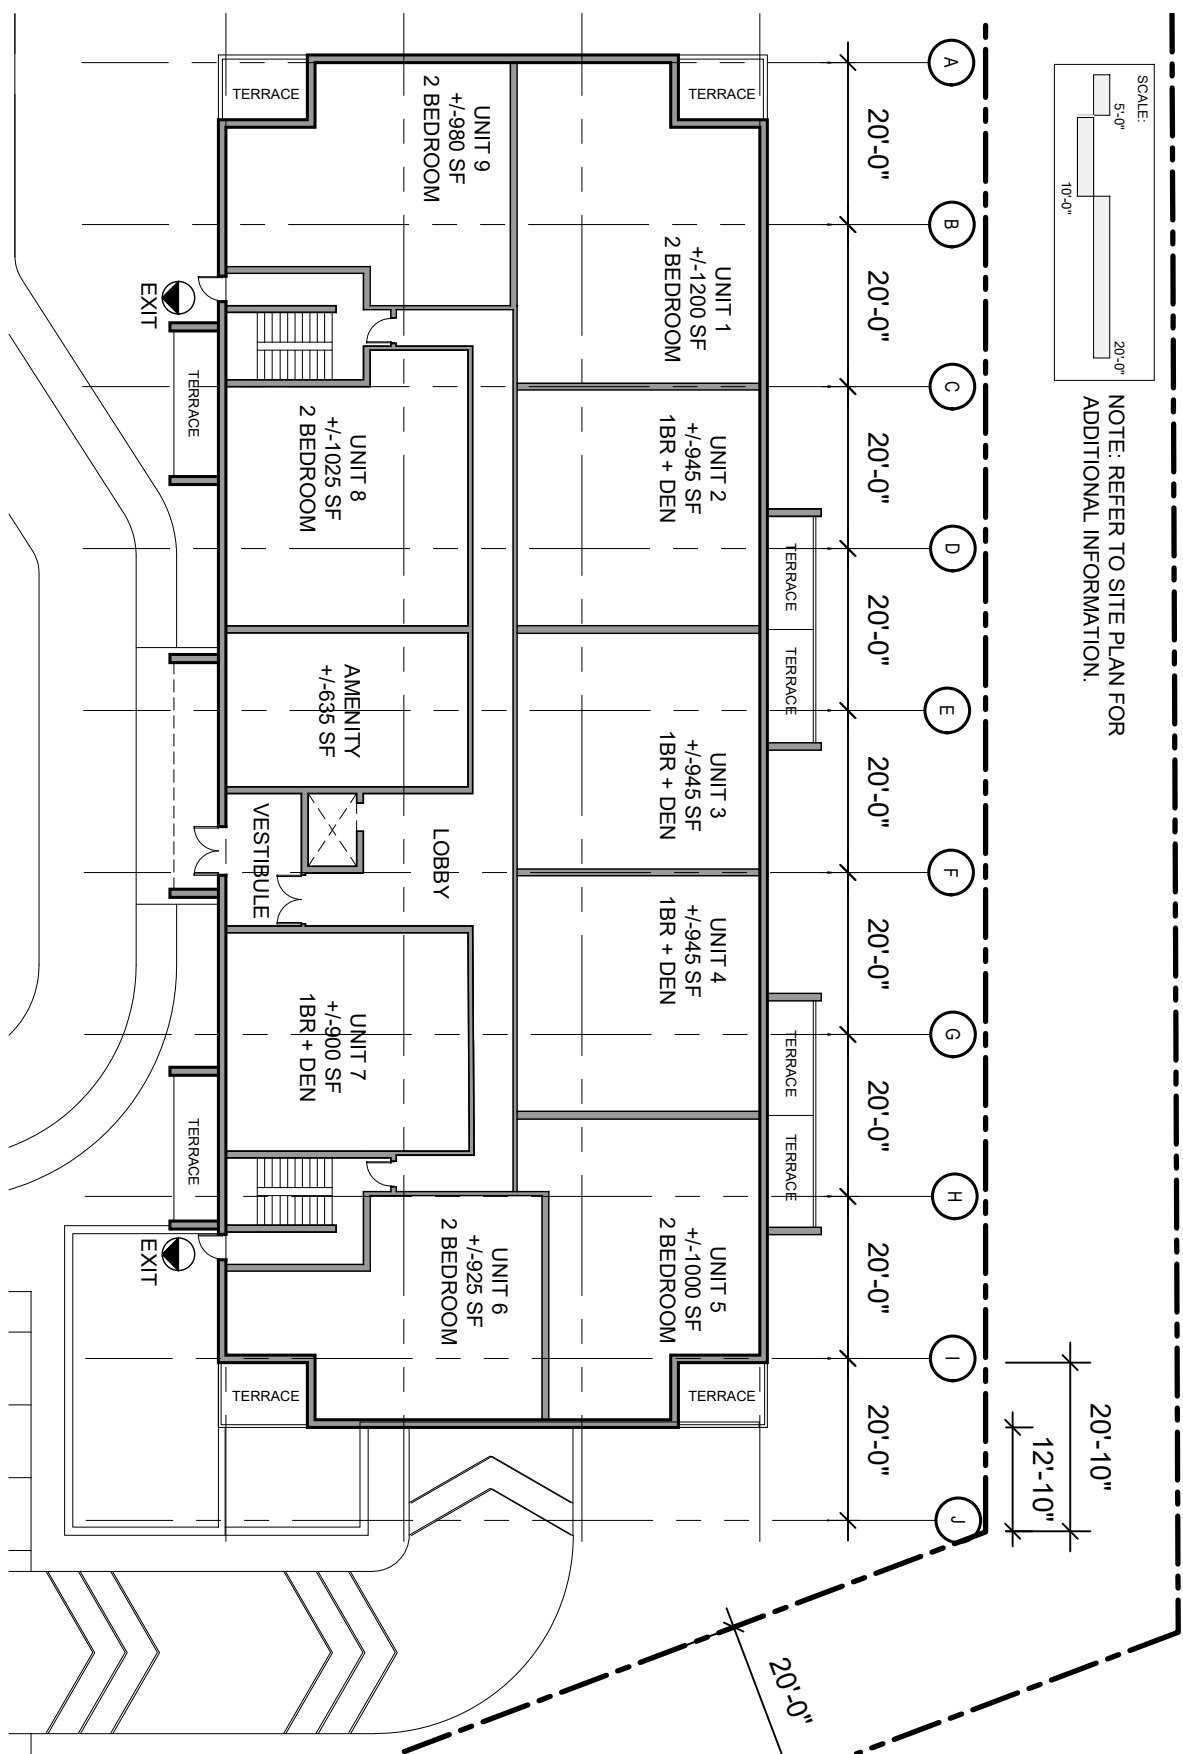 SCALE:
5'-0"
10'-0"
20'-0"
NOTE: REFER TO SITE PLAN FOR
ADDITIONAL INFORMATION.
20'-10"
12'-10"
A
B
C
D
E
F
G
H
I
J
20'-0"
20'-0"
20'-0"
20'-0"
20'-0"
20'-0"
20'-0"
20'-0"
20'-0"
20'-0"
TERRACE
TERRACE
TERRACE
TERRACE
TERRACE
TERRACE
UNIT 1
+/-1200 SF
2 BEDROOM
UNIT 2
+/-945 SF
1BR + DEN
UNIT 3
+/-945 SF
1BR + DEN
UNIT 4
+/-945 SF
1BR + DEN
UNIT 5
+/-1000 SF
2 BEDROOM
UNIT 9
+/-980 SF
2 BEDROOM
UNIT 8
+/-1025 SF
2 BEDROOM
AMENITY
+/-635 SF
LOBBY
VESTIBULE
UNIT 7
+/-900 SF
1BR + DEN
UNIT 6
+/-925 SF
2 BEDROOM
TERRACE
TERRACE
TERRACE
TERRACE
EXIT
EXIT